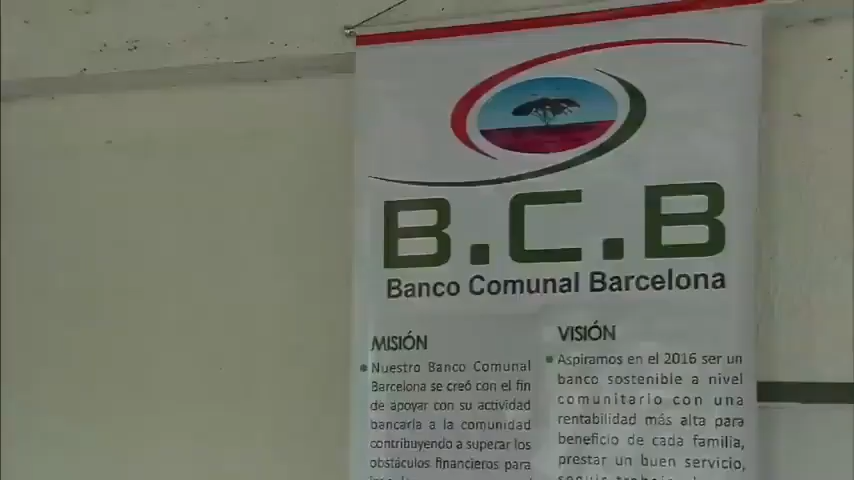 B.C.B
Banco Comunal Barcelona
MISIÓN
• Nuestro Banco Comunal
Barcelona se creó con el fin
de apoyar con su actividad
bancaria a la comunidad
contribuyendo a superar los
obstáculos financieros para
VISIÓN
• Aspiramos en el 2016 ser un
banco sostenible a nivel
comunitario con una
rentabilidad más alta para
beneficio de cada familia,
prestar un buen servicio,